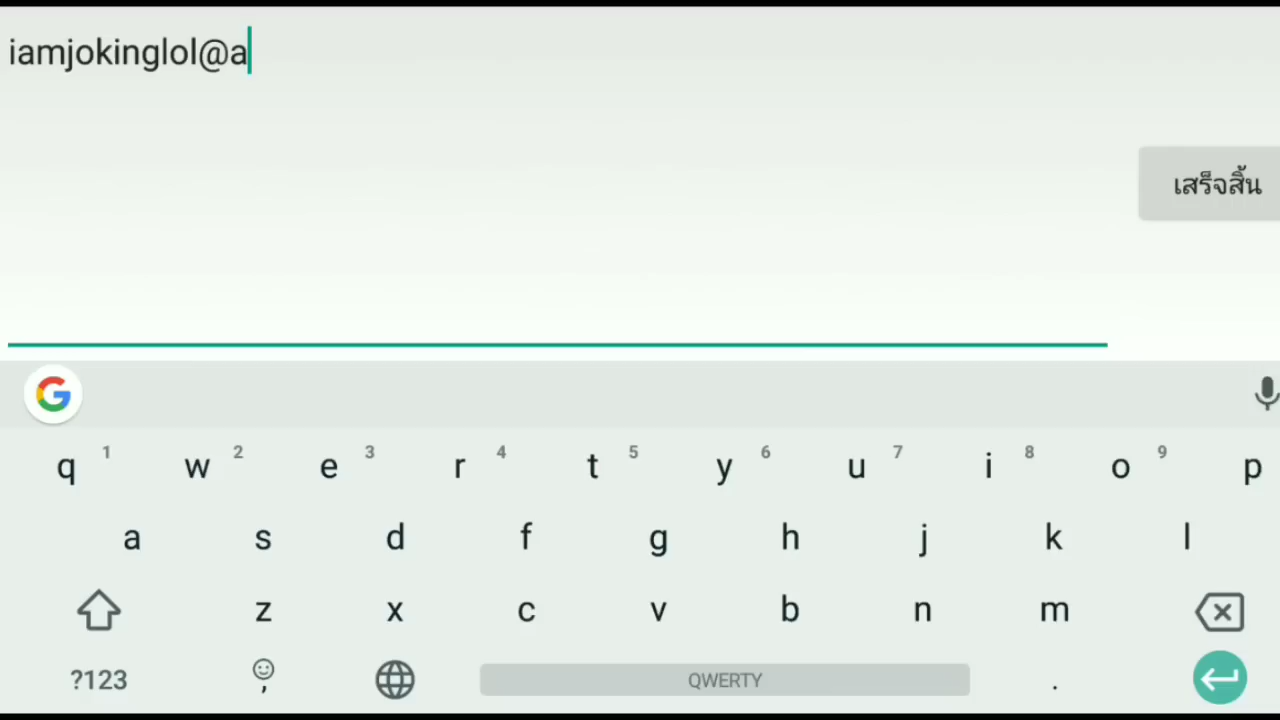 iamjokinglol@a
เสร็จสิ้น
q 1 w 2 e 3 r 4 t 5 y 6 u 7 i 8 o 9 p
a s d f g h j k l
z x c v b n m
?123 , QWERTY .